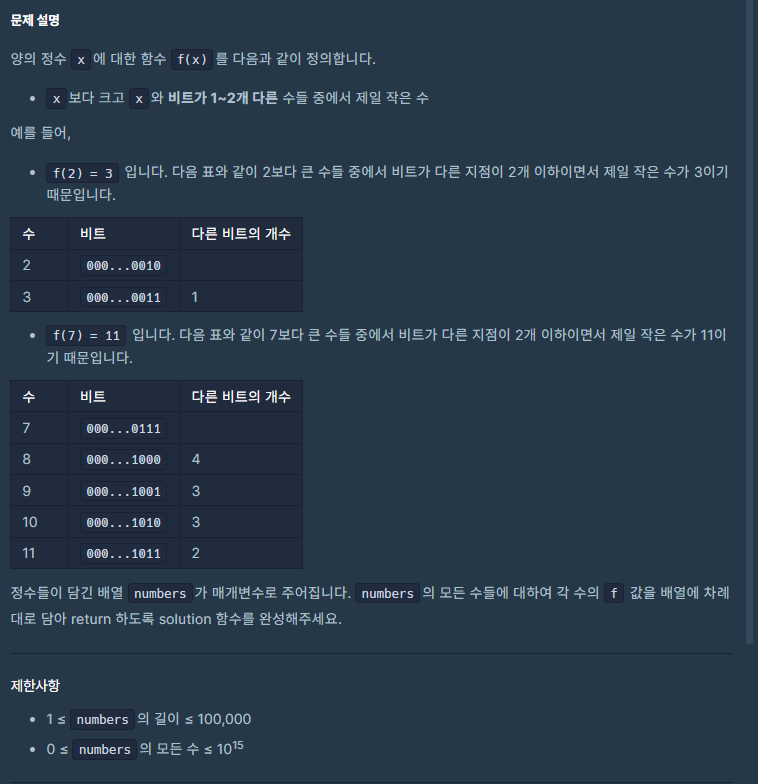 문제 설명
양의 정수 x 에 대한 함수 f(x) 를 다음과 같이 정의합니다.
• x 보다 크고 x 와 비트가 1~2개 다른 수들 중에서 제일 작은 수
예를 들어,
• f(2) = 3 입니다. 다음 표와 같이 2보다 큰 수들 중에서 비트가 다른 지점이 2개 이하이면서 제일 작은 수가 3이기
때문입니다.
수 비트 다른 비트의 개수
2 000...0010
3 000...0011 1
• f(7) = 11 입니다. 다음 표와 같이 7보다 큰 수들 중에서 비트가 다른 지점이 2개 이하이면서 제일 작은 수가 11이
기 때문입니다.
수 비트 다른 비트의 개수
7 000...0111
8 000...1000 4
9 000...1001 3
10 000...1010 3
11 000...1011 2
정수들이 담긴 배열 numbers 가 매개변수로 주어집니다. numbers 의 모든 수들에 대하여 각 수의 f 값을 배열에 차례
대로 담아 return 하도록 solution 함수를 완성해주세요.
제한사항
• 1 ≤ numbers 의 길이 ≤ 100,000
• 0 ≤ numbers 의 모든 수 ≤ 10¹⁵